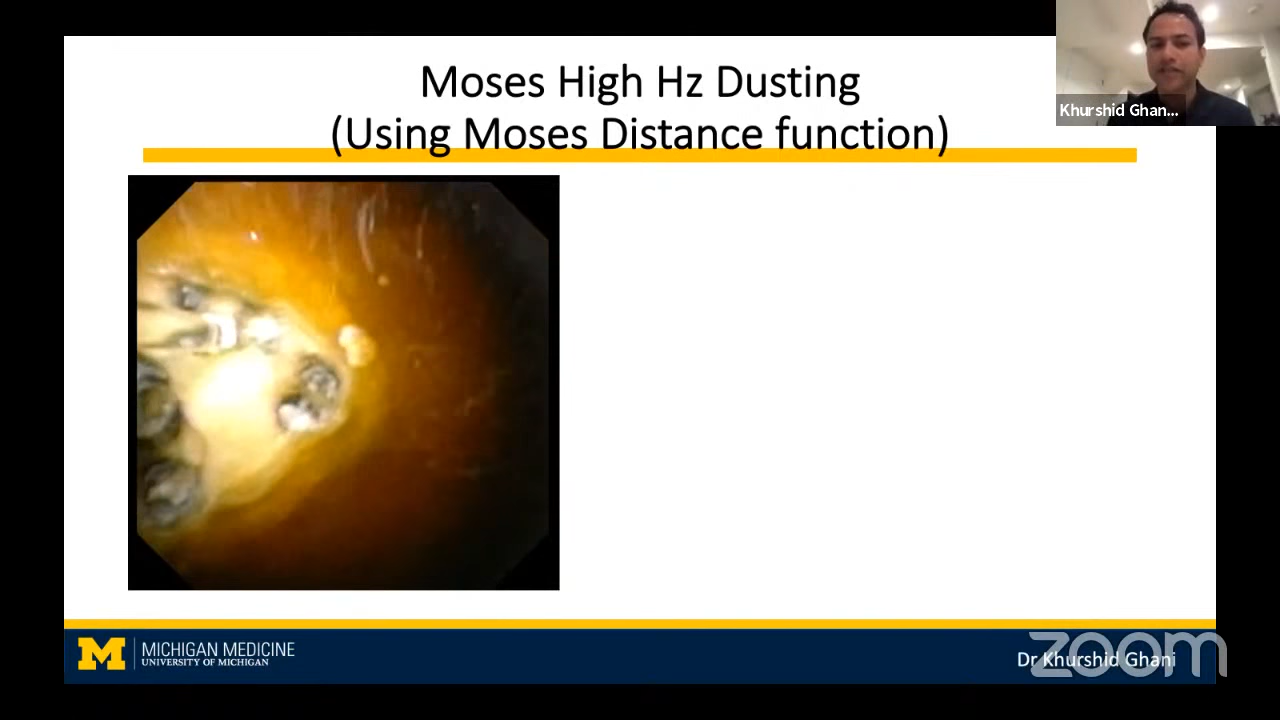 Moses High Hz Dusting
(Using Moses Distance function)
Khurshid Ghan...
M MICHIGAN MEDICINE
UNIVERSITY OF MICHIGAN
Dr Khurshid Ghani
zoom